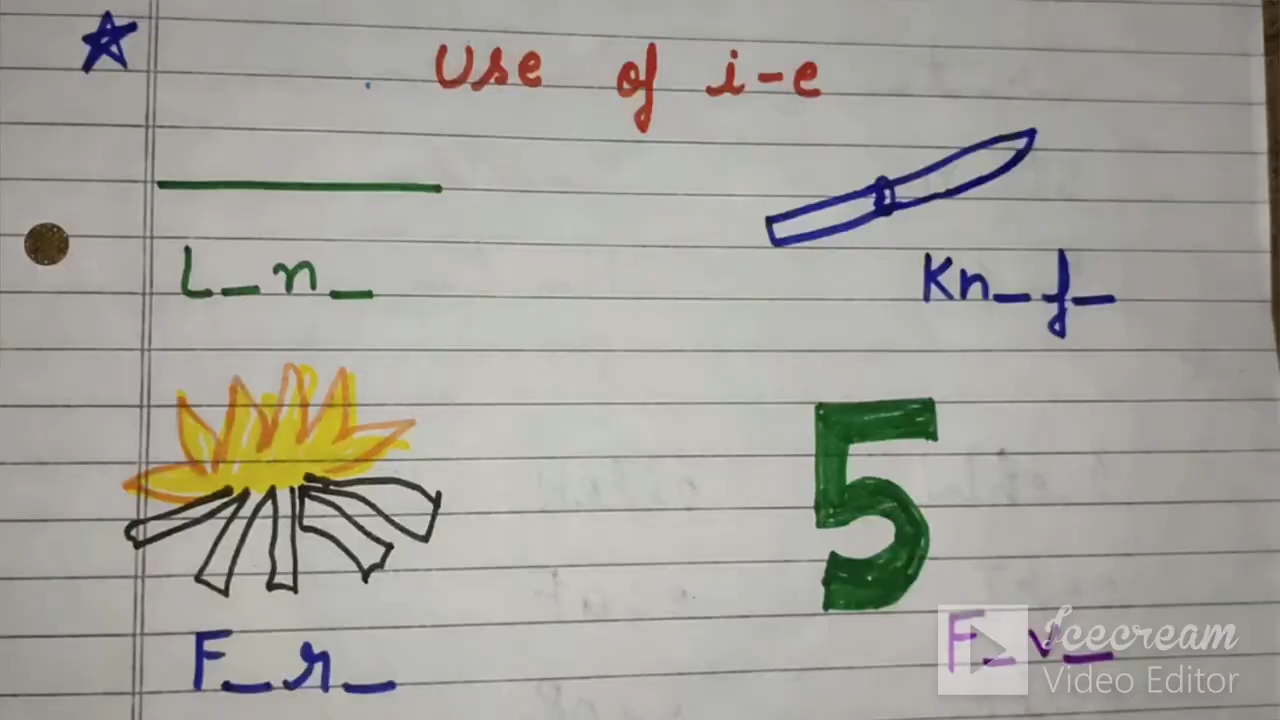 Use of i-e
L_n_
Kn_f_
F_r_
5
F_v_
Icecream
Video Editor